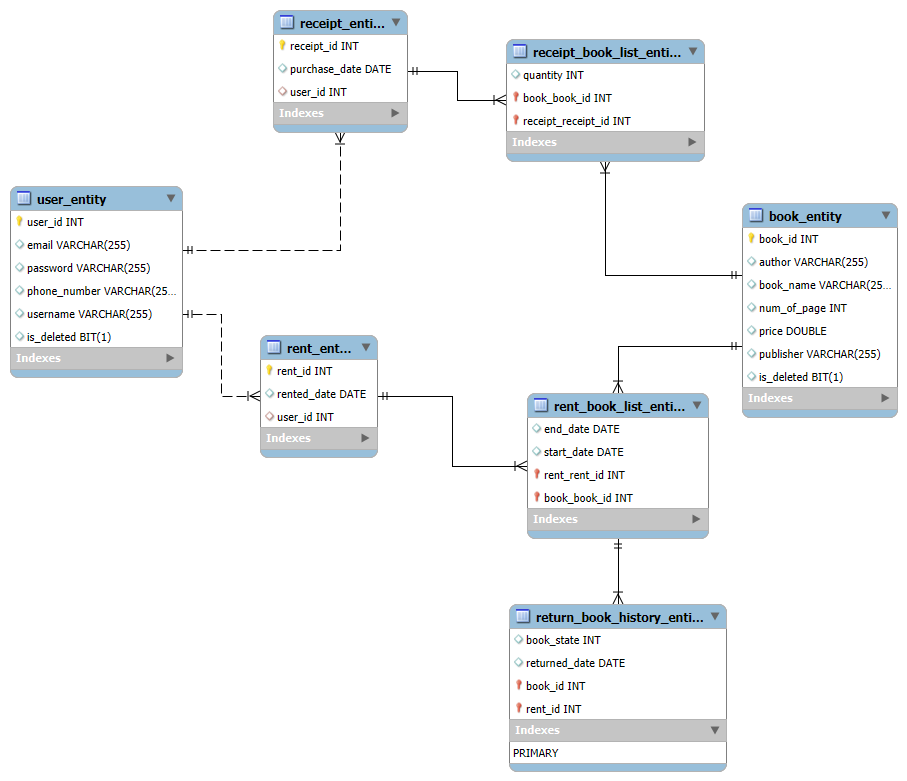 receipt_enti...
receipt_id INT
purchase_date DATE
user_id INT
Indexes
receipt_book_list_enti...
quantity INT
book_book_id INT
receipt_receipt_id INT
Indexes
user_entity
user_id INT
email VARCHAR(255)
password VARCHAR(255)
phone_number VARCHAR(25...
username VARCHAR(255)
is_deleted BIT(1)
Indexes
book_entity
book_id INT
author VARCHAR(255)
book_name VARCHAR(25...
num_of_page INT
price DOUBLE
publisher VARCHAR(255)
is_deleted BIT(1)
Indexes
rent_ent...
rent_id INT
rented_date DATE
user_id INT
Indexes
rent_book_list_enti...
end_date DATE
start_date DATE
rent_rent_id INT
book_book_id INT
Indexes
return_book_history_enti...
book_state INT
returned_date DATE
book_id INT
rent_id INT
Indexes
PRIMARY